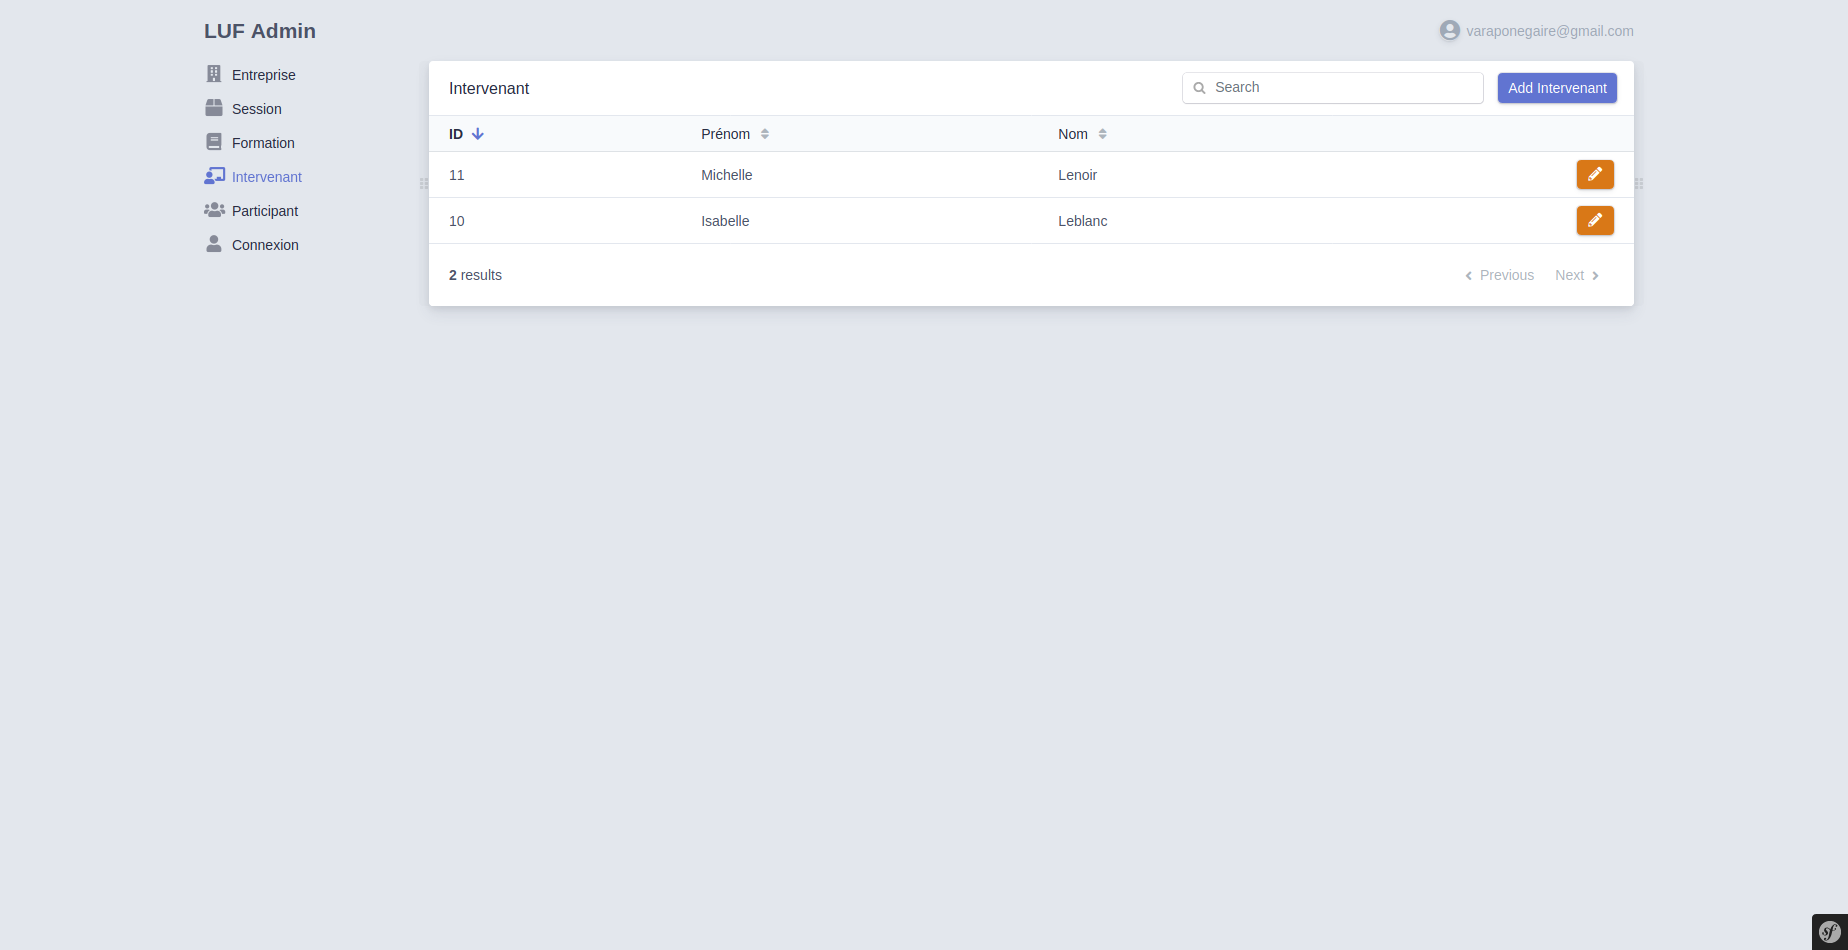 LUF Admin
varaponegaire@gmail.com
Entreprise
Session
Formation
Intervenant
Participant
Connexion
Intervenant
Search
Add Intervenant
ID Prénom Nom
11 Michelle Lenoir
10 Isabelle Leblanc
2 results
Previous Next
sf